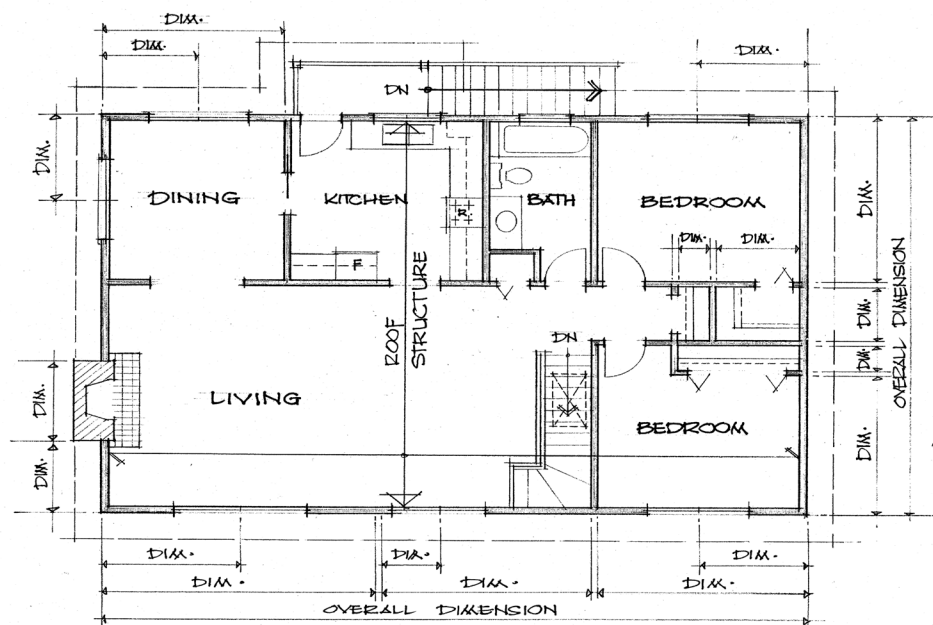 DIM.
DIM.
DIM.
DN
DIM.
DINING
KITCHEN
BATH
BEDROOM
R
DIM.
DIM.
DIM.
F
ROOF
STRUCTURE
DIM.
OVERALL DIMENSION
DN
DIM.
LIVING
DIM.
BEDROOM
DIM.
DIM.
DIM.
DIM.
DIM.
DIM.
DIM.
DIM.
OVERALL DIMENSION